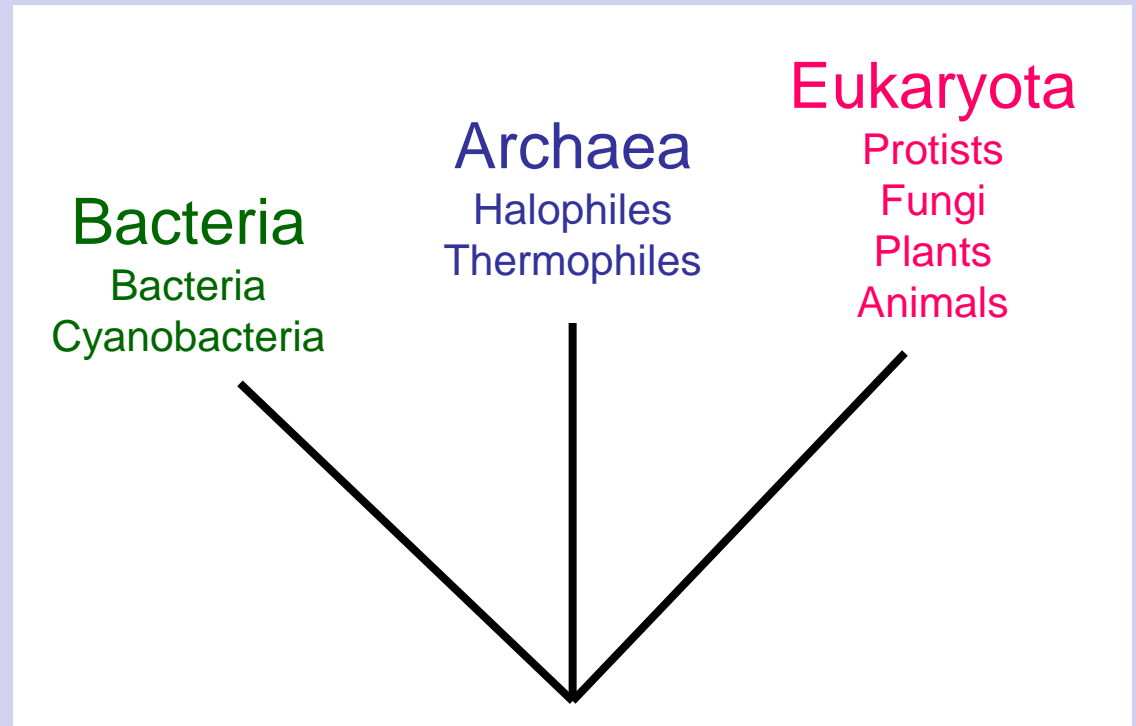 Bacteria
Bacteria
Cyanobacteria
Archaea
Halophiles
Thermophiles
Eukaryota
Protists
Fungi
Plants
Animals